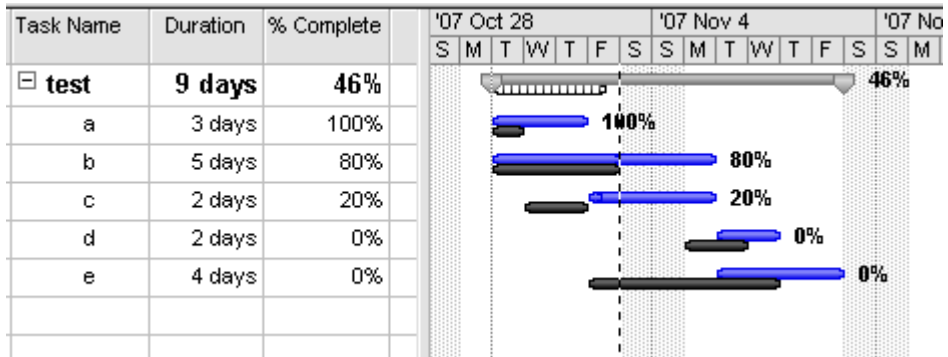 Task Name Duration % Complete '07 Oct 28 '07 Nov 4 '07 No
S M T W T F S S M T W T F S S M
test 9 days 46% 46%
a 3 days 100% 100%
b 5 days 80% 80%
c 2 days 20% 20%
d 2 days 0% 0%
e 4 days 0% 0%